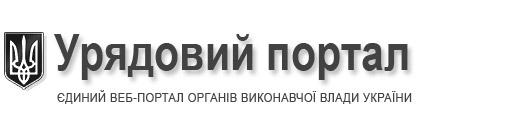 Урядовий портал
ЄДИНИЙ ВЕБ-ПОРТАЛ ОРГАНІВ ВИКОНАВЧОЇ ВЛАДИ УКРАЇНИ